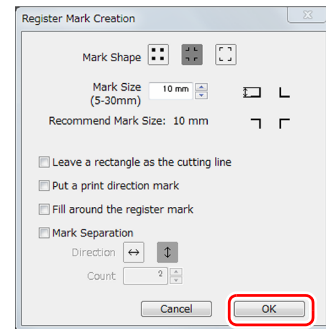 Register Mark Creation
Mark Shape
Mark Size
(5-30mm)
10 mm
Recommend Mark Size: 10 mm
Leave a rectangle as the cutting line
Put a print direction mark
Fill around the register mark
Mark Separation
Direction
Count 2
Cancel OK